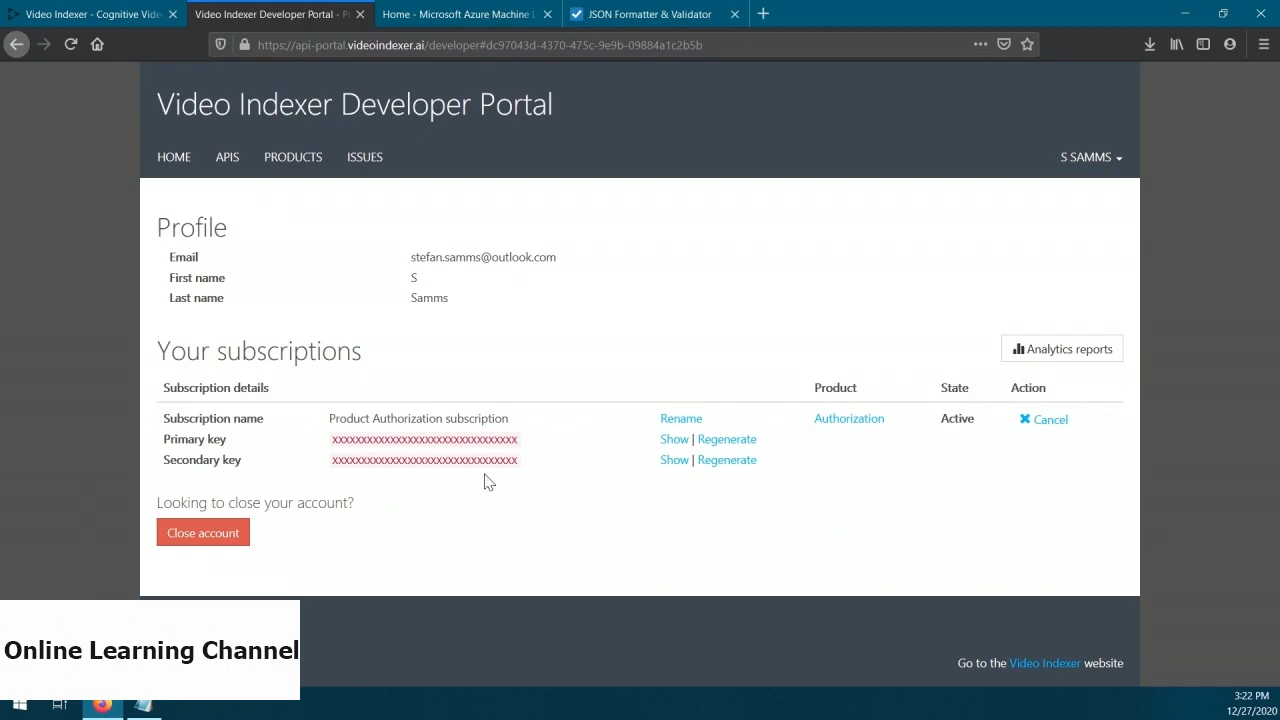 Video Indexer - Cognitive Vide
Video Indexer Developer Portal - P
Home - Microsoft Azure Machine L
JSON Formatter & Validator
https://api-portal.videoindexer.ai/developer#dc97043d-4370-475c-9e9b-09884a1c2b5b
Video Indexer Developer Portal
HOME APIS PRODUCTS ISSUES S SAMMS
Profile
Email stefan.samms@outlook.com
First name S
Last name Samms
Your subscriptions Analytics reports
Subscription details Product State Action
Subscription name Product Authorization subscription Rename Authorization Active Cancel
Primary key xxxxxxxxxxxxxxxxxxxxxxxxxxxxxxxx Show | Regenerate
Secondary key xxxxxxxxxxxxxxxxxxxxxxxxxxxxxxxx Show | Regenerate
Looking to close your account?
Close account
Online Learning Channel
Go to the Video Indexer website
3:22 PM
12/27/2020